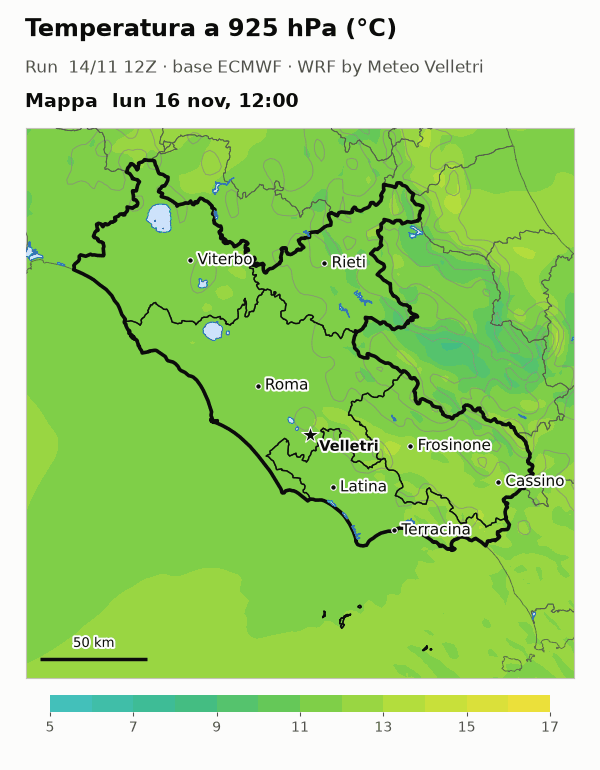 Temperatura a 925 hPa (°C)
Run  14/11 12Z · base ECMWF · WRF by Meteo Velletri
Mappa  lun 16 nov, 12:00
Viterbo
Rieti
Roma
Velletri
Frosinone
Cassino
Latina
Terracina
50 km
5 7 9 11 13 15 17